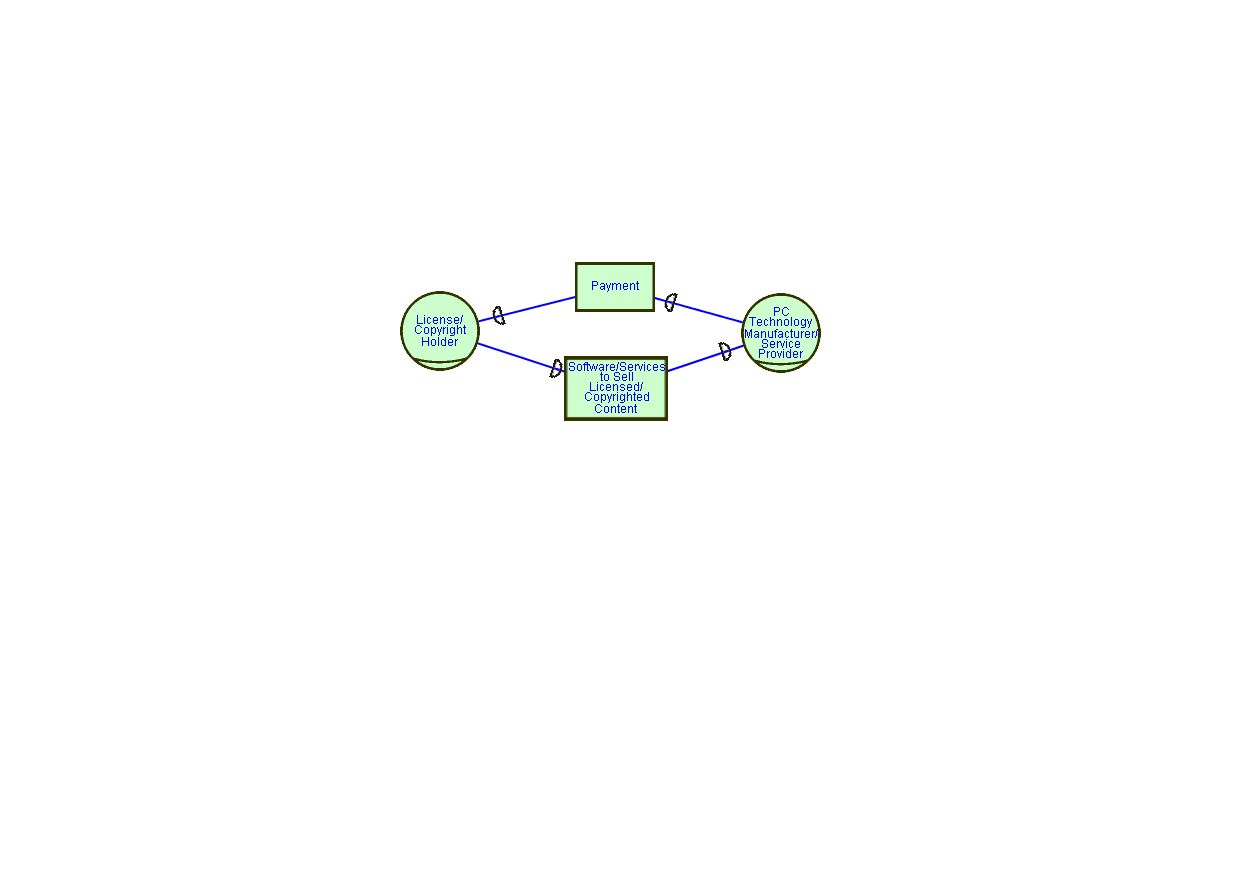 Payment
License/
Copyright
Holder
PC
Technology
Manufacturer/
Service
Provider
Software/Services
to Sell
Licensed/
Copyrighted
Content